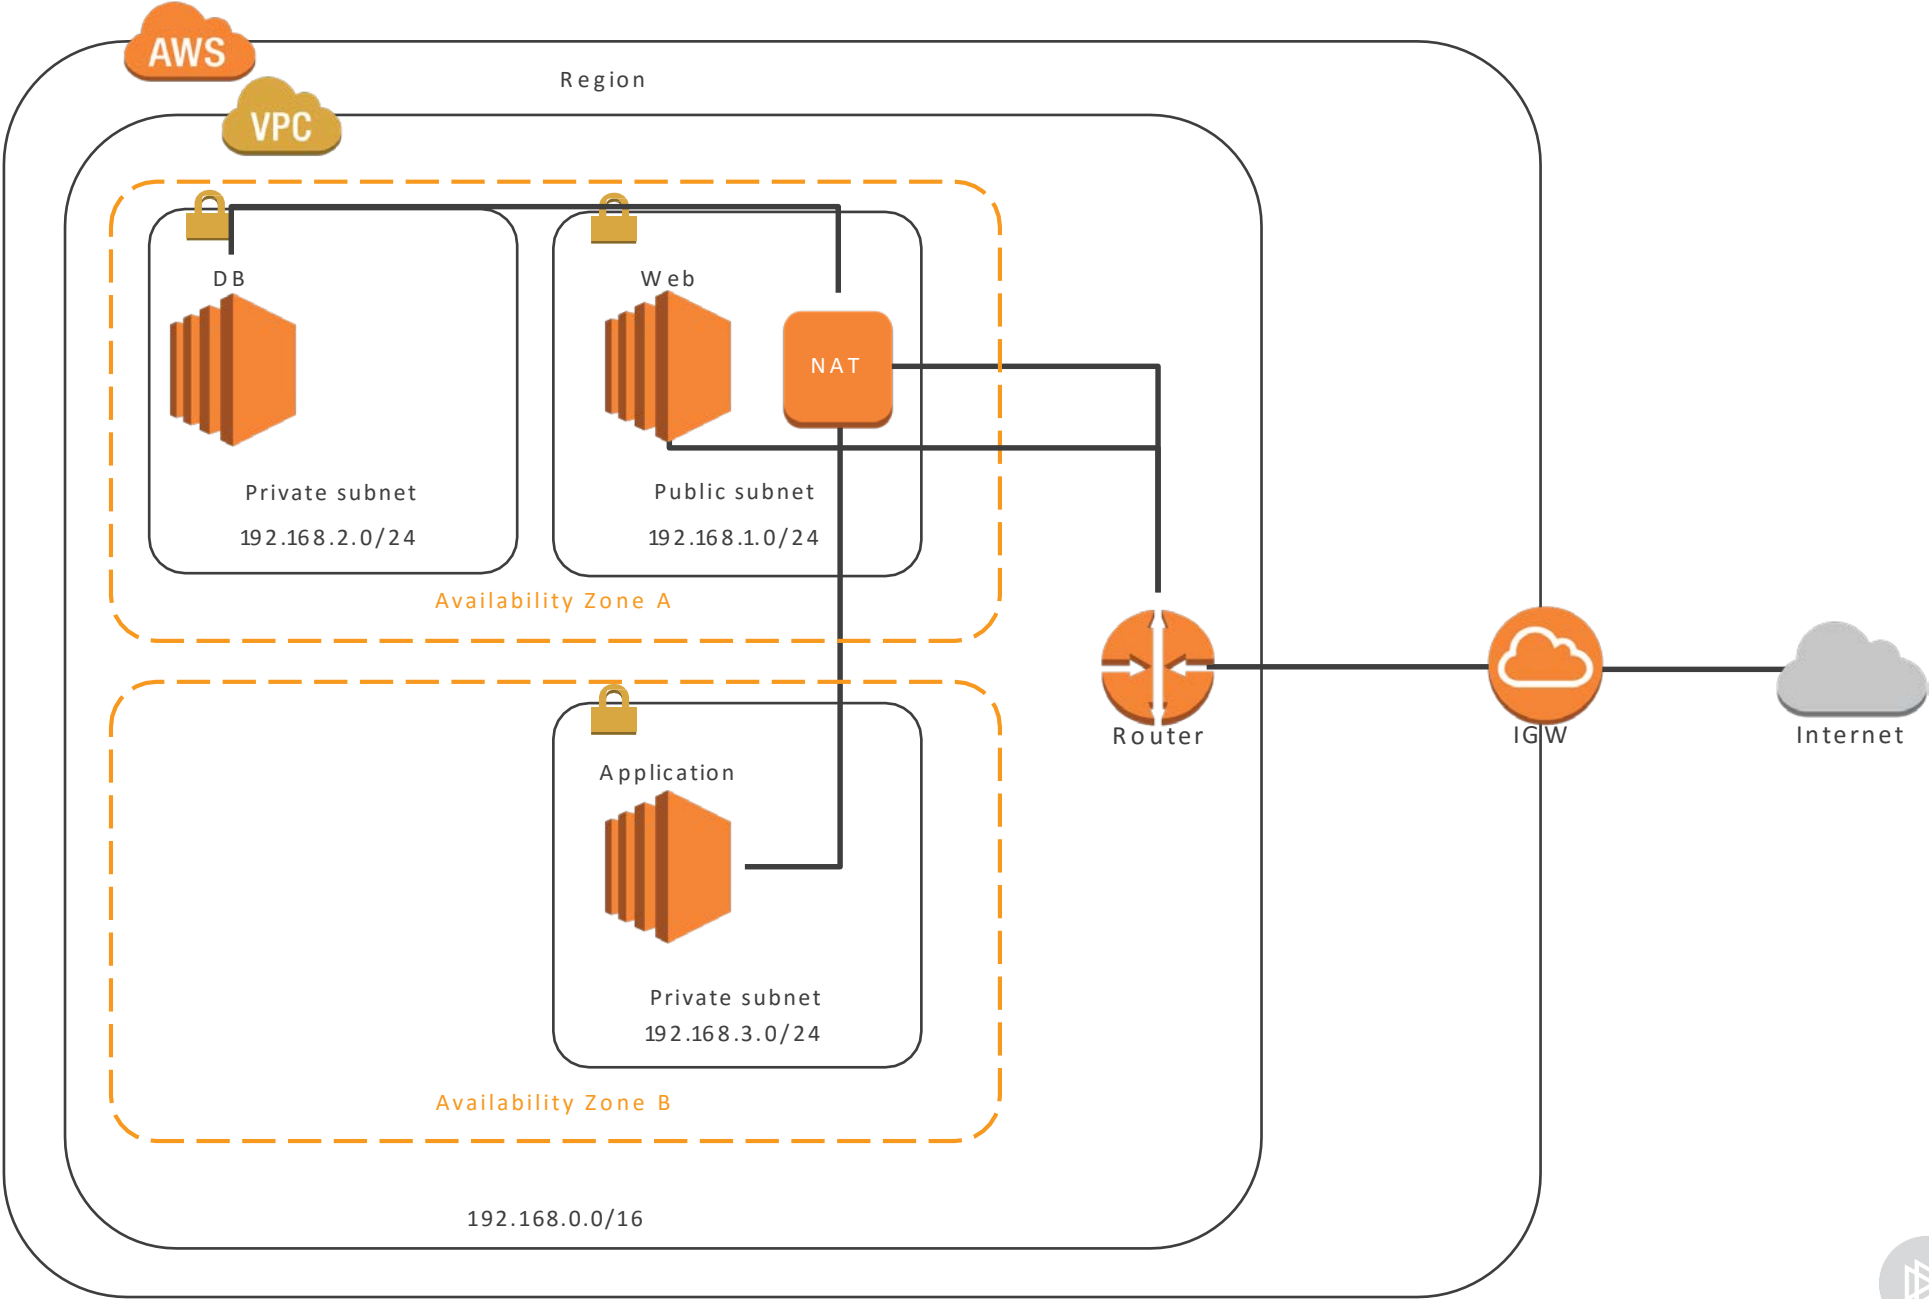 AWS
Region
VPC
DB
Web
NAT
Private subnet
192.168.2.0/24
Public subnet
192.168.1.0/24
Availability Zone A
Router
IGW
Internet
Application
Private subnet
192.168.3.0/24
Availability Zone B
192.168.0.0/16